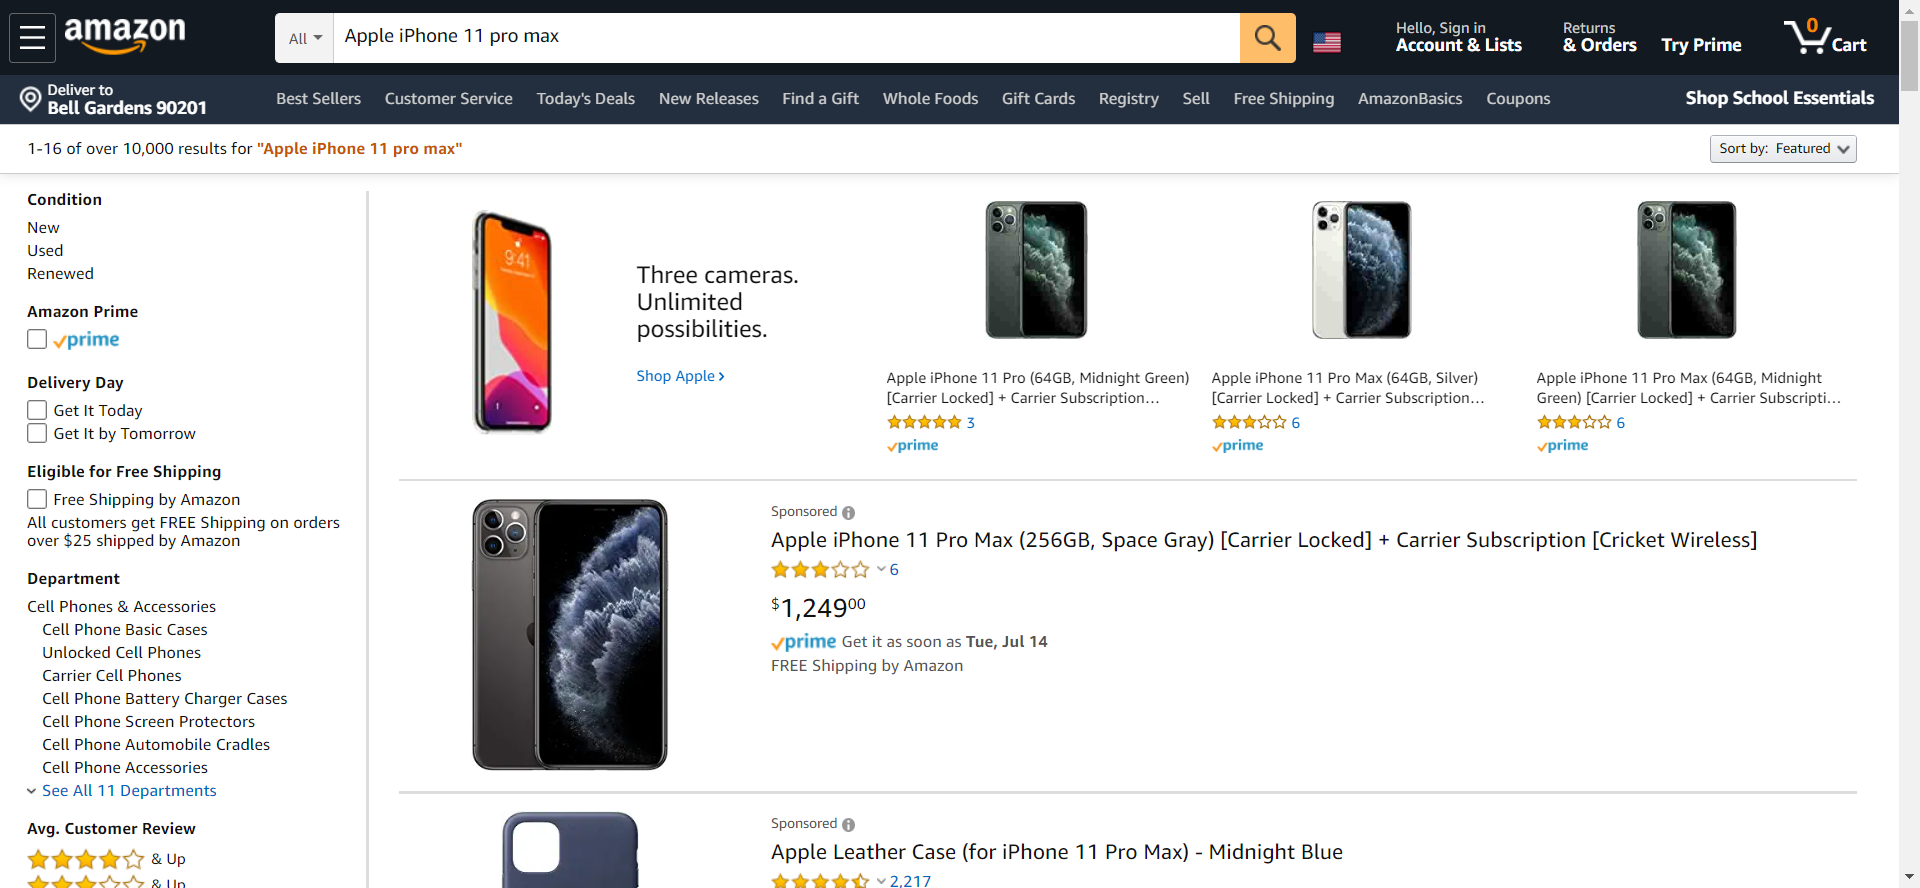 amazon
All
Apple iPhone 11 pro max
Hello, Sign in
Account & Lists
Returns
& Orders
Try Prime
0
Cart
Deliver to
Bell Gardens 90201
Best Sellers
Customer Service
Today's Deals
New Releases
Find a Gift
Whole Foods
Gift Cards
Registry
Sell
Free Shipping
AmazonBasics
Coupons
Shop School Essentials
1-16 of over 10,000 results for "Apple iPhone 11 pro max"
Sort by: Featured
Condition
New
Used
Renewed
Amazon Prime
prime
Delivery Day
Get It Today
Get It by Tomorrow
Eligible for Free Shipping
Free Shipping by Amazon
All customers get FREE Shipping on orders
over $25 shipped by Amazon
Department
Cell Phones & Accessories
Cell Phone Basic Cases
Unlocked Cell Phones
Carrier Cell Phones
Cell Phone Battery Charger Cases
Cell Phone Screen Protectors
Cell Phone Automobile Cradles
Cell Phone Accessories
See All 11 Departments
Avg. Customer Review
& Up
& Up
9:41
Three cameras.
Unlimited
possibilities.
Shop Apple ›
Apple iPhone 11 Pro (64GB, Midnight Green)
[Carrier Locked] + Carrier Subscription...
3
prime
Apple iPhone 11 Pro Max (64GB, Silver)
[Carrier Locked] + Carrier Subscription...
6
prime
Apple iPhone 11 Pro Max (64GB, Midnight
Green) [Carrier Locked] + Carrier Subscripti...
6
prime
Sponsored
Apple iPhone 11 Pro Max (256GB, Space Gray) [Carrier Locked] + Carrier Subscription [Cricket Wireless]
6
$1,24900
prime Get it as soon as Tue, Jul 14
FREE Shipping by Amazon
Sponsored
Apple Leather Case (for iPhone 11 Pro Max) - Midnight Blue
2,217